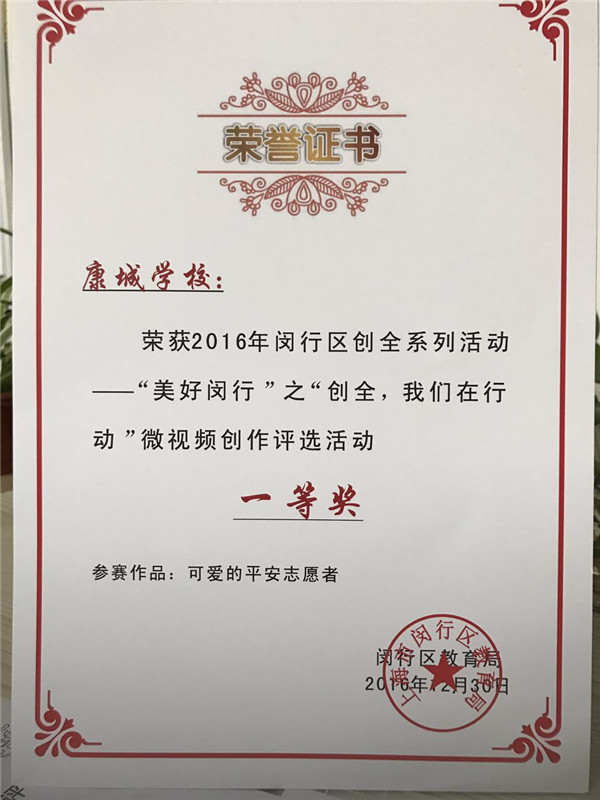 荣誉证书
康城学校：
荣获2016年闵行区创全系列活动
——“美好闵行”之“创全，我们在行
动”微视频创作评选活动
一等奖
参赛作品：可爱的平安志愿者
闵行区教育局
2016年12月30日
上海市闵行区教育局